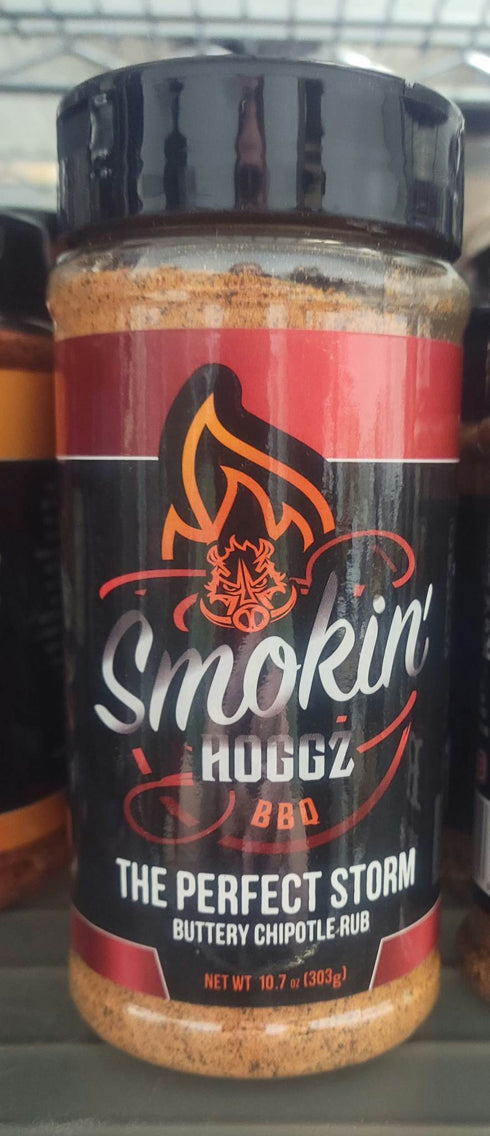 Smokin'
HOGGZ
BBQ
THE PERFECT STORM
BUTTERY CHIPOTLE RUB
NET WT 10.7 oz (303g)